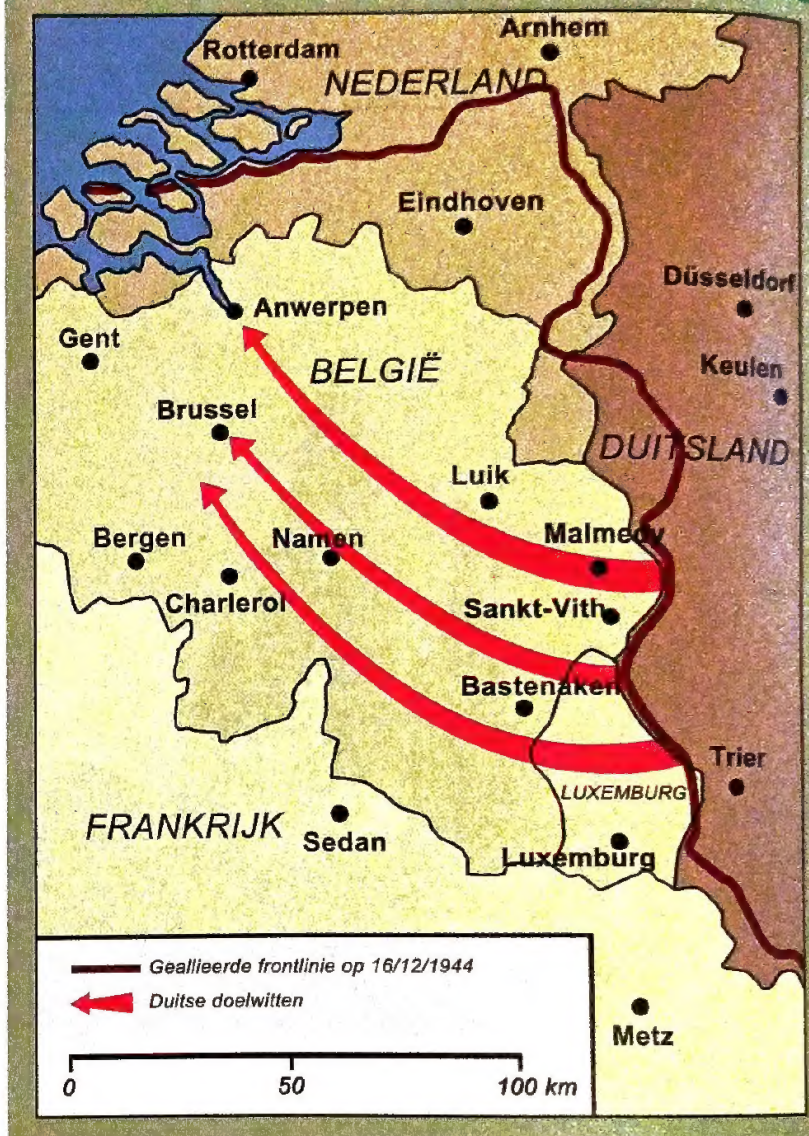 Arnhem
Rotterdam
NEDERLAND
Eindhoven
Düsseldorf
Anwerpen
Gent
BELGIË
Keulen
Brussel
DUITSLAND
Luik
Malmedy
Bergen
Namen
Charleroi
Sankt-Vith
Bastenaken
Trier
LUXEMBURG
FRANKRIJK
Sedan
Luxemburg
Geallieerde frontlinie op 16/12/1944
Duitse doelwitten
Metz
0 50 100 km